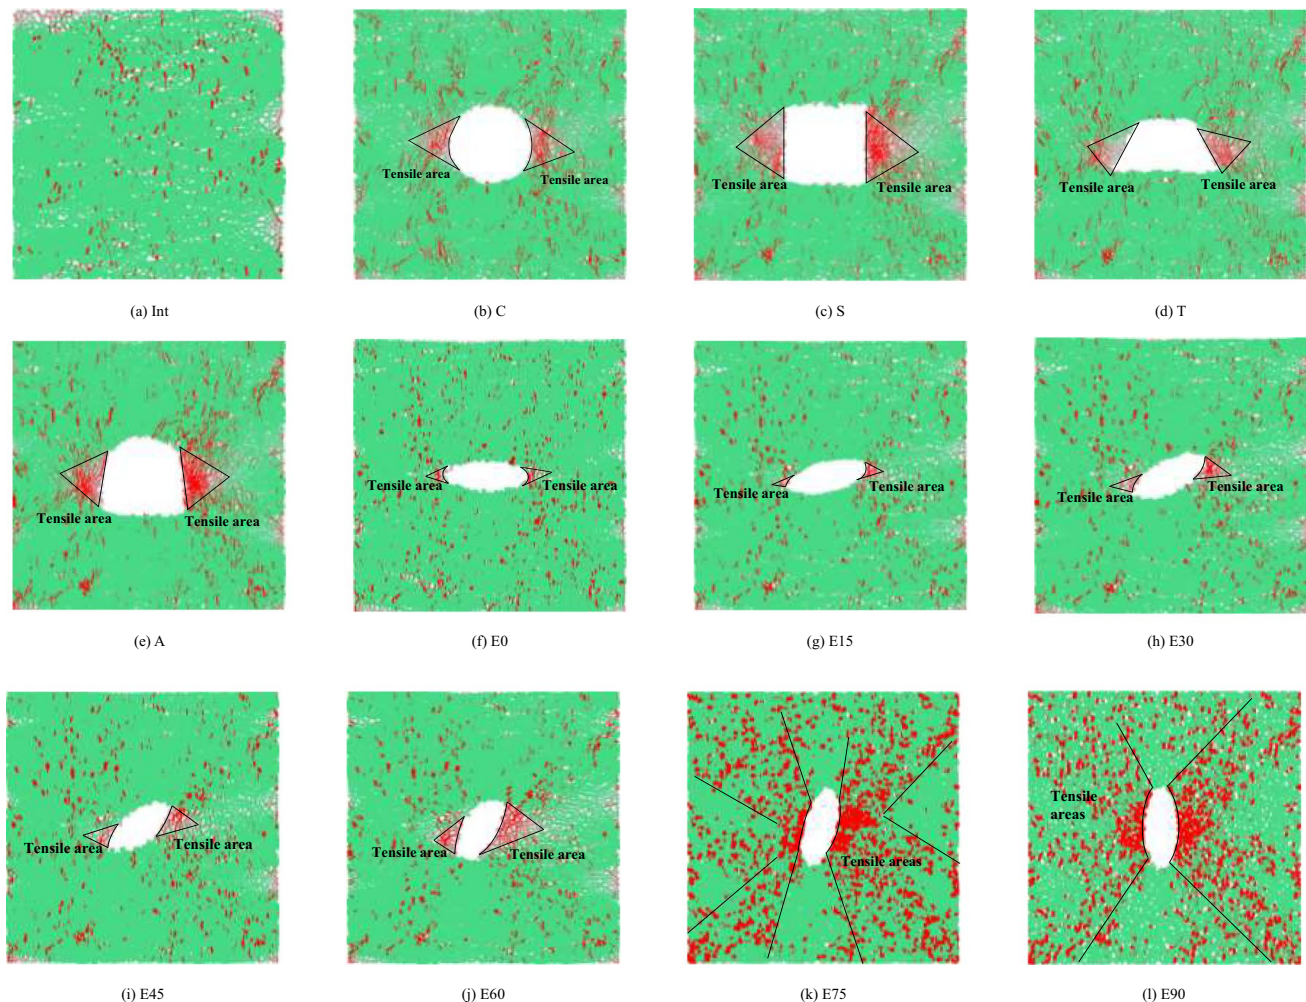 Tensile area
Tensile area
Tensile area
Tensile area
Tensile area
Tensile area
(a) Int
(b) C
(c) S
(d) T
Tensile area
Tensile area
Tensile area
Tensile area
Tensile area
Tensile area
Tensile area
Tensile area
(e) A
(f) E0
(g) E15
(h) E30
Tensile area
Tensile area
Tensile area
Tensile area
Tensile areas
Tensile
areas
(i) E45
(j) E60
(k) E75
(l) E90